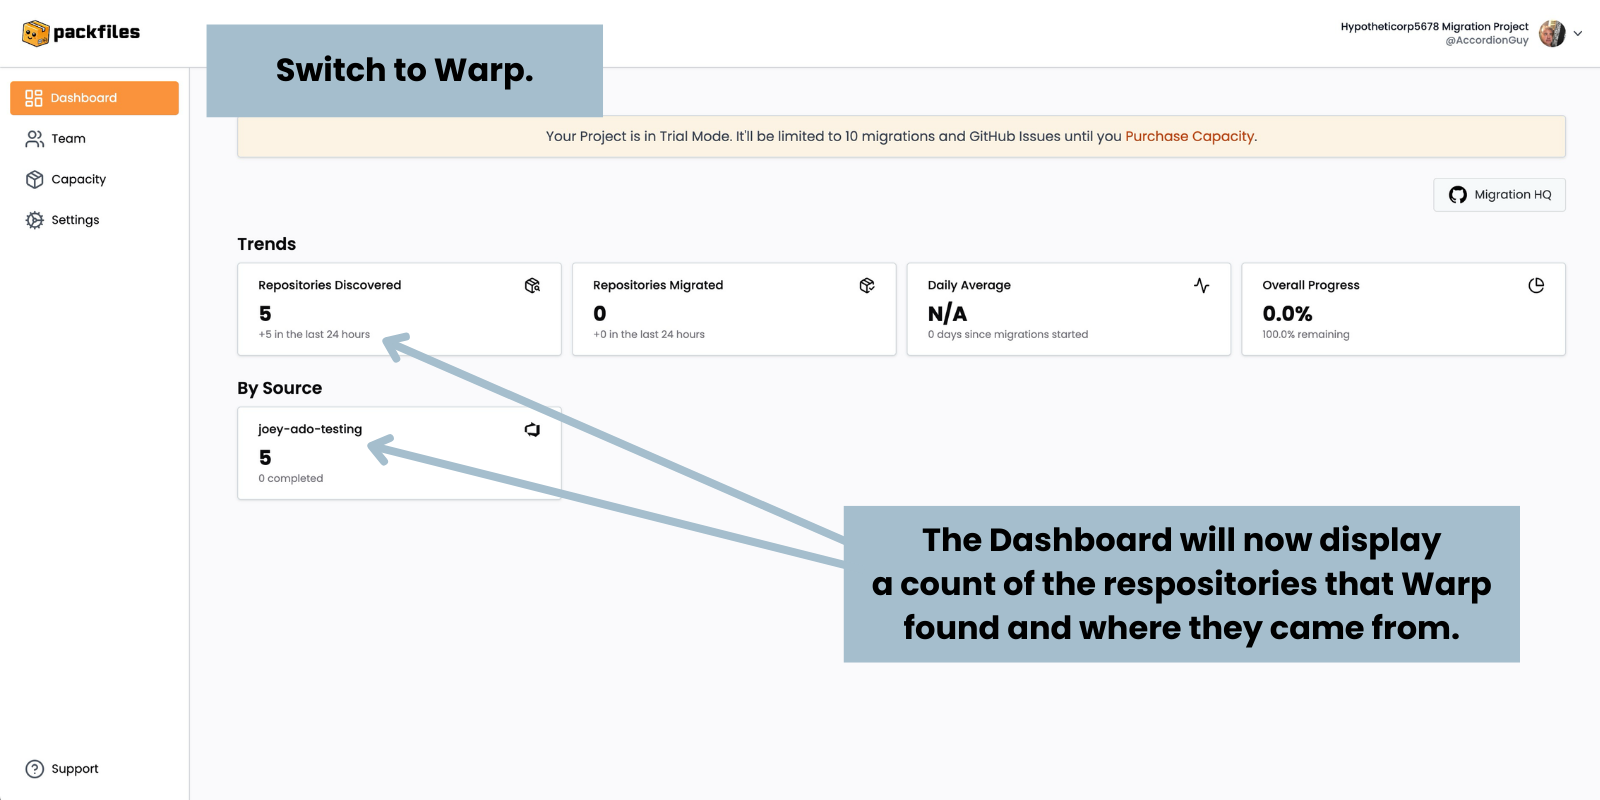 packfiles
Switch to Warp.
Hypotheticorp5678 Migration Project
@AccordionGuy
Dashboard
Team
Capacity
Settings
Support
Your Project is in Trial Mode. It'll be limited to 10 migrations and GitHub Issues until you Purchase Capacity.
Migration HQ
Trends
Repositories Discovered
5
+5 in the last 24 hours
Repositories Migrated
0
+0 in the last 24 hours
Daily Average
N/A
0 days since migrations started
Overall Progress
0.0%
100.0% remaining
By Source
joey-ado-testing
5
0 completed
The Dashboard will now display
a count of the respositories that Warp
found and where they came from.